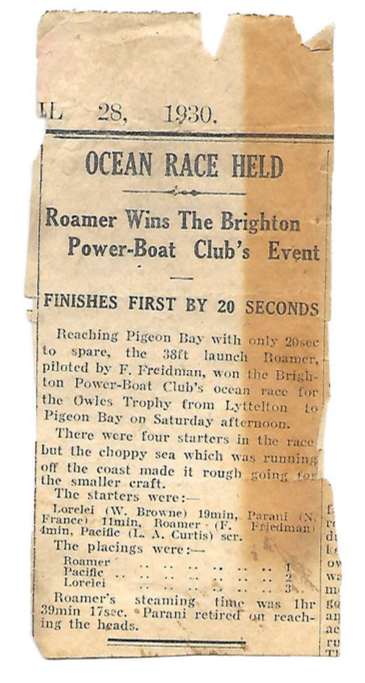 IL 28, 1930.
OCEAN RACE HELD
Roamer Wins The Brighton
Power-Boat Club's Event
FINISHES FIRST BY 20 SECONDS
Reaching Pigeon Bay with only 20sec
to spare, the 38ft launch Roamer,
piloted by F. Freidman, won the Brigh-
ton Power-Boat Club's ocean race for
the Owles Trophy from Lyttelton to
Pigeon Bay on Saturday afternoon.
There were four starters in the race
but the choppy sea which was running
off the coast made it rough going for
the smaller craft.
The starters were:—
Lorelei (W. Browne) 19min, Parani (N.
France) 11min, Roamer (F. Friedman)
4min, Pacific (L. A. Curtis) scr.
The placings were:—
Roamer .. .. .. .. .. 1
Pacific .. .. .. .. .. 2
Lorelei .. .. .. .. .. 3
Roamer's steaming time was 1hr
39min 17sec. Parani retired on reach-
ing the heads.